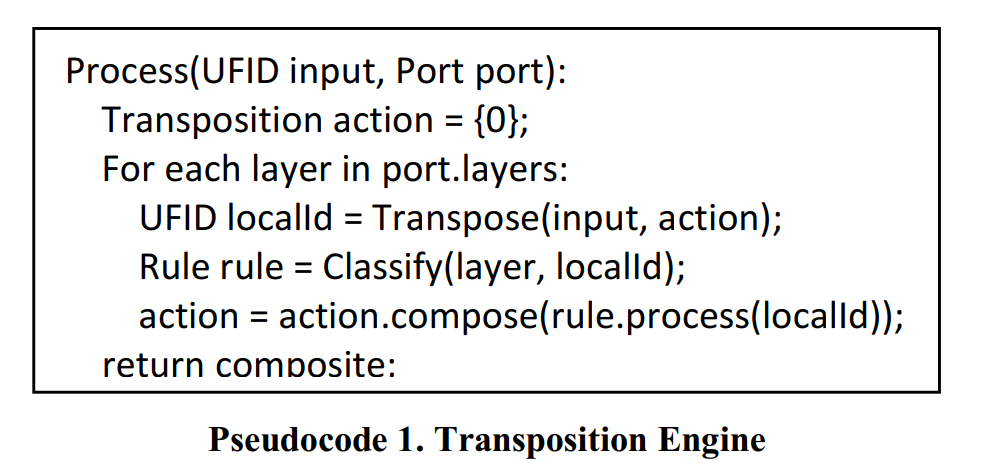 Process(UFID input, Port port):
Transposition action = {0};
For each layer in port.layers:
UFID localId = Transpose(input, action);
Rule rule = Classify(layer, localId);
action = action.compose(rule.process(localId));
return composite;
Pseudocode 1. Transposition Engine